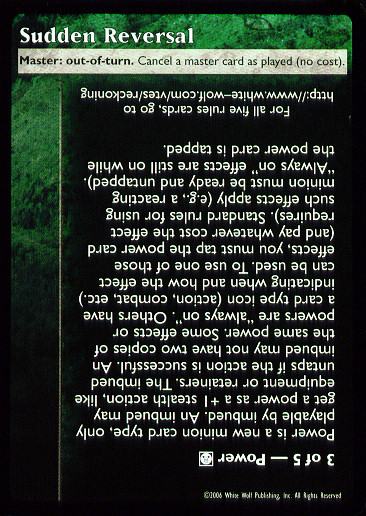 Sudden Reversal
Master: out-of-turn. Cancel a master card as played (no cost).
3 of 5 — Power
Power is a new minion card type, only
playable by imbued. An imbued may
get a power as a +1 stealth action, like
equipment or retainers. The imbued
untaps if the action is successful. An
imbued may not have two copies of
the same power. Some effects or
powers are "always on". Others have
a card type icon (action, combat, etc.)
indicating when and how the effect
can be used. To use one of those
effects, you must tap the power card
(and pay whatever cost the effect
requires). Standard rules for using
such effects apply (e.g., a reacting
minion must be ready and untapped).
"Always on" effects are still on while
the power card is tapped.
For all five rules cards, go to
http://www.white-wolf.com/vtes/reckoning
©2006 White Wolf Publishing, Inc. All Rights Reserved